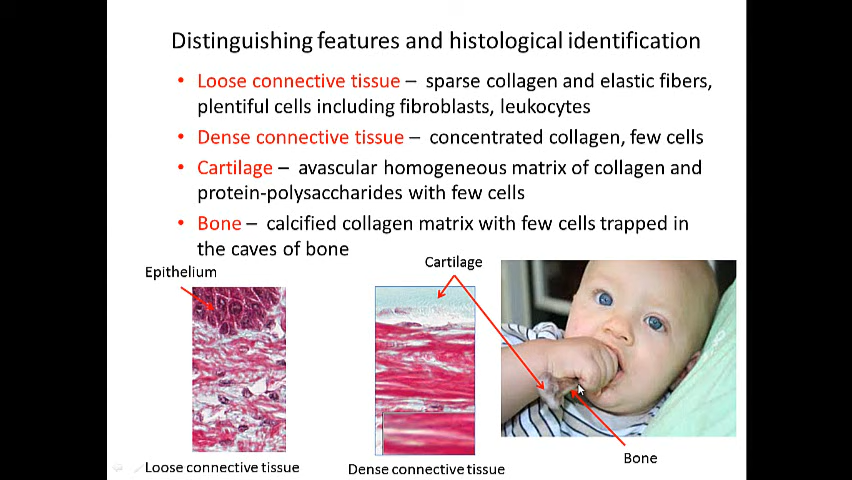 Distinguishing features and histological identification
• Loose connective tissue – sparse collagen and elastic fibers,
plentiful cells including fibroblasts, leukocytes
• Dense connective tissue – concentrated collagen, few cells
• Cartilage – avascular homogeneous matrix of collagen and
protein-polysaccharides with few cells
• Bone – calcified collagen matrix with few cells trapped in
the caves of bone
Cartilage
Epithelium
Bone
Loose connective tissue
Dense connective tissue